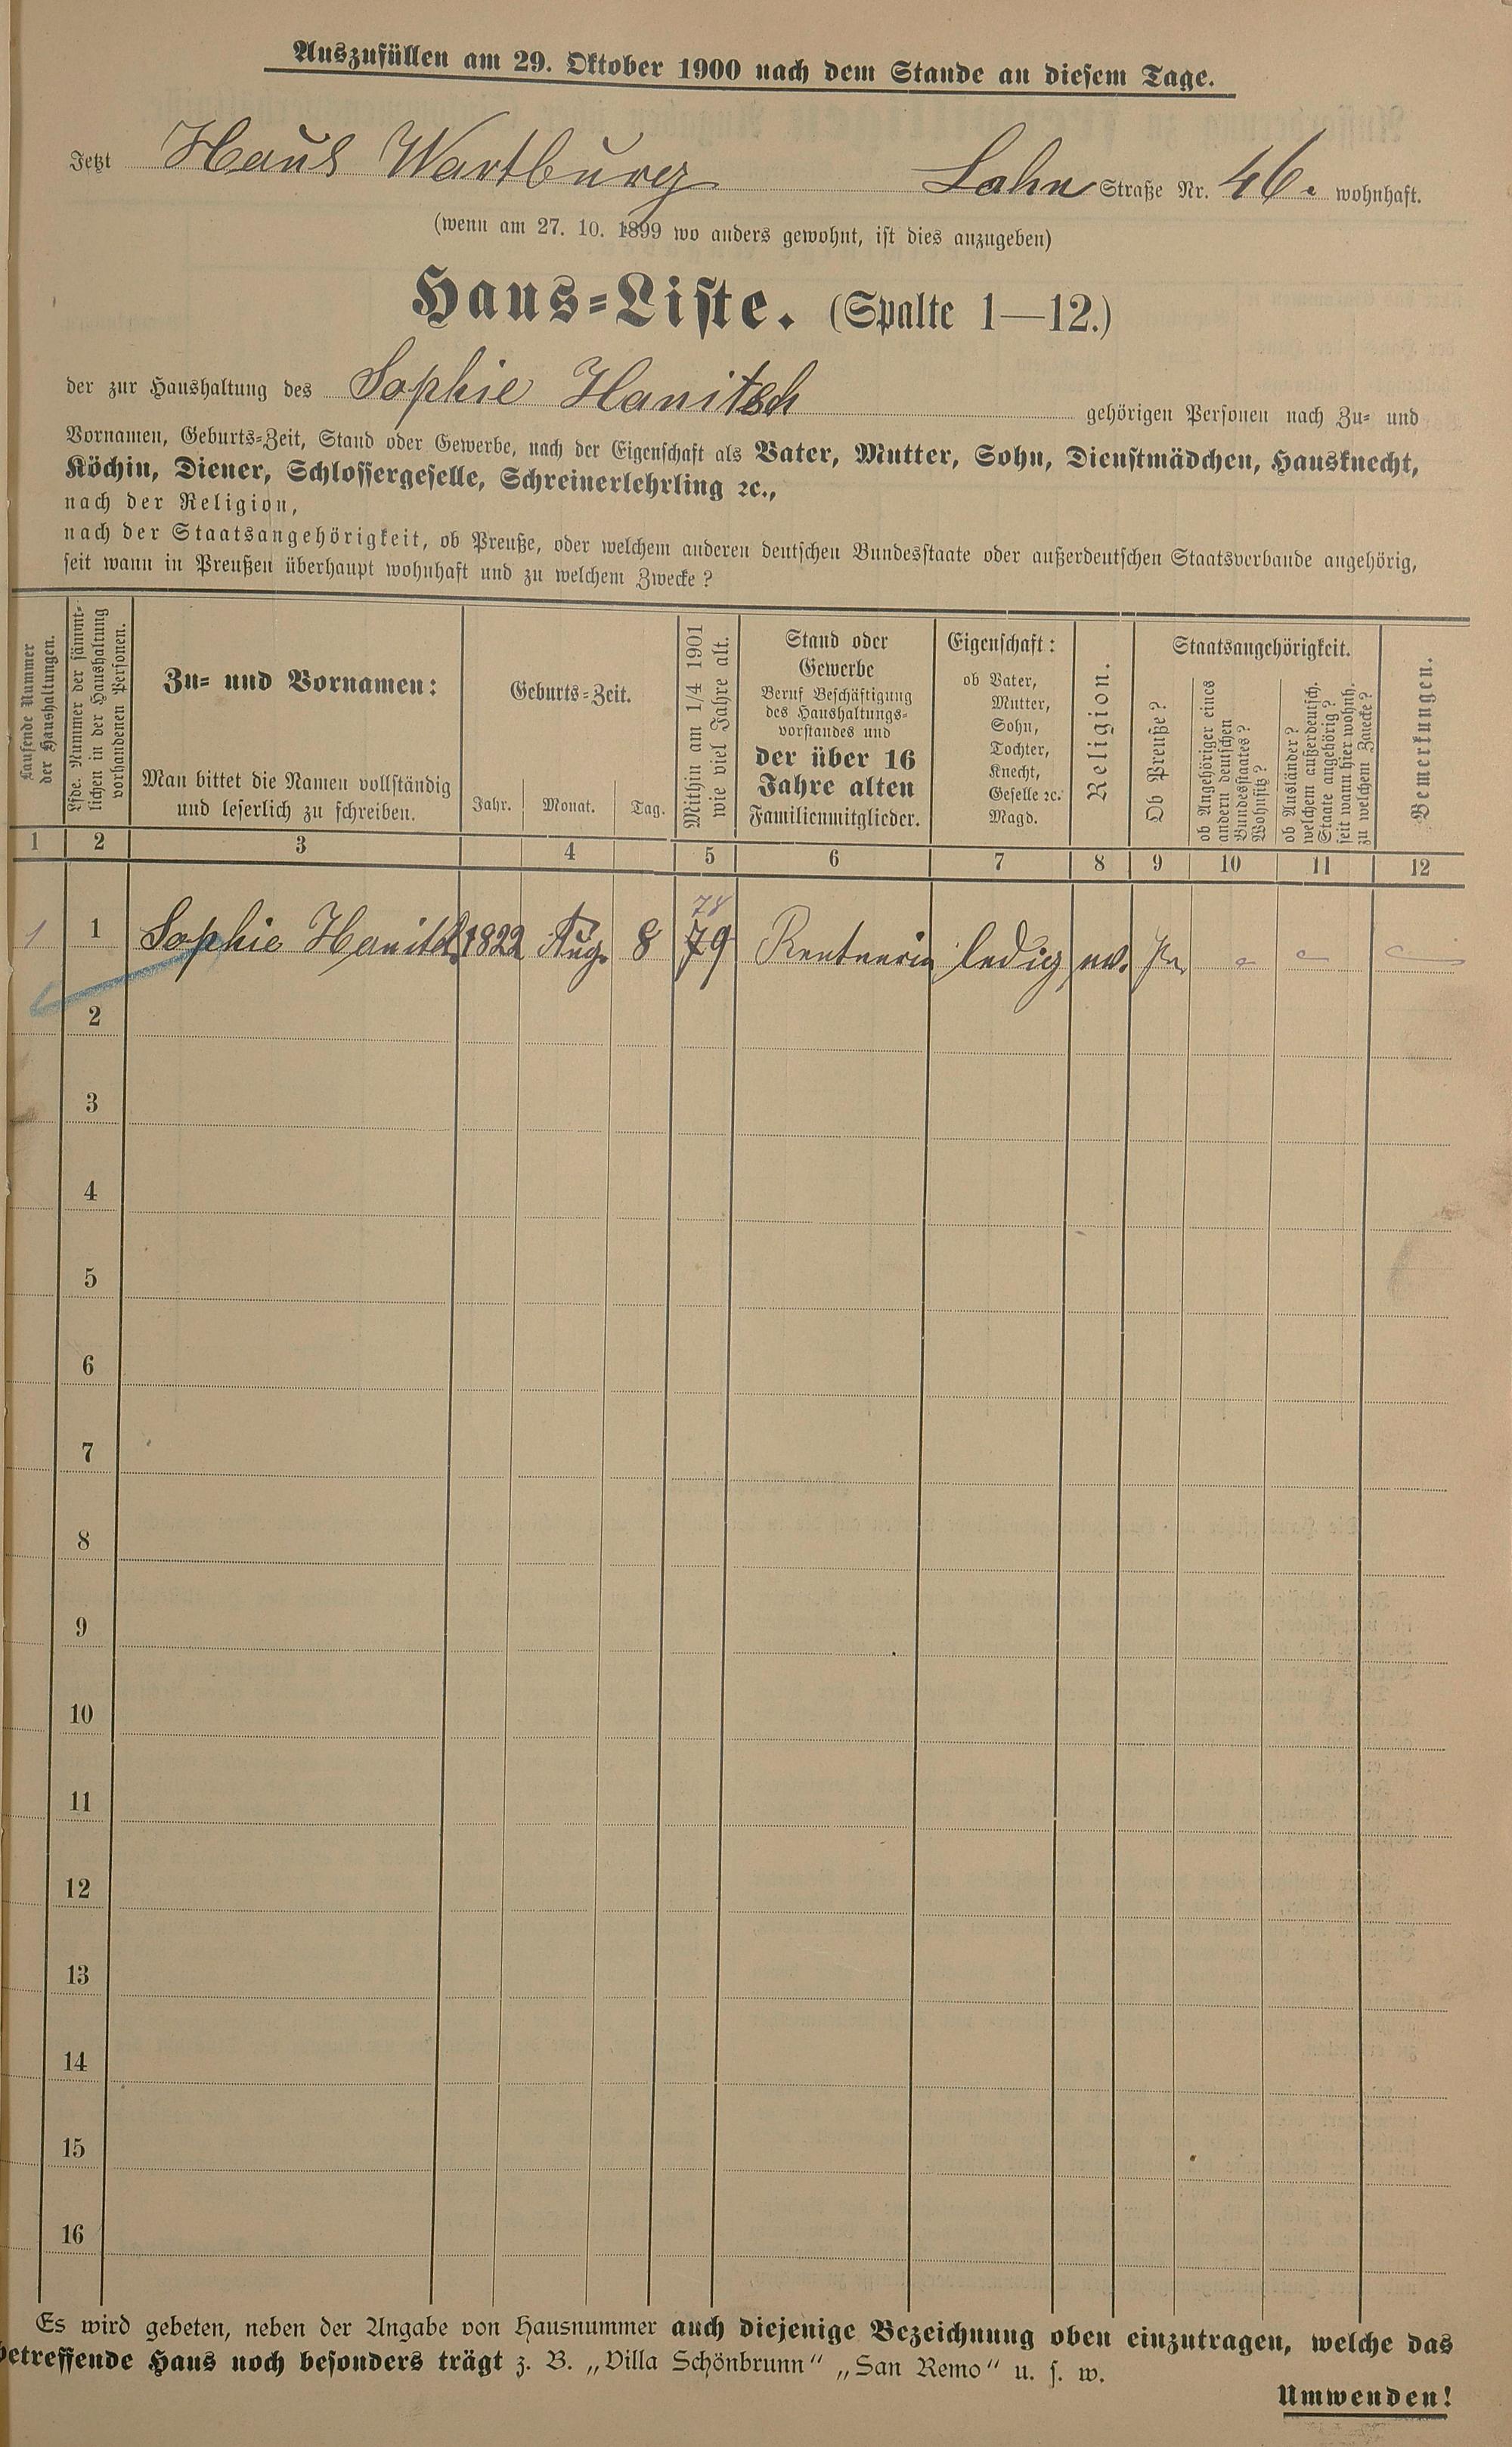 Auszufüllen am 29. Oktober 1900 nach dem Stande an diesem Tage.
Jetzt Haus Wartburg Lahn Straße Nr. 46. wohnhaft.
(wenn am 27. 10. 1899 wo anders gewohnt, ist dies anzugeben)
Haus-Liste. (Spalte 1—12.)
der zur Haushaltung des Sophie Hanitsch gehörigen Personen nach Zu- und
Vornamen, Geburts-Zeit, Stand oder Gewerbe, nach der Eigenschaft als Vater, Mutter, Sohn, Dienstmädchen, Hausknecht,
Köchin, Diener, Schlossergeselle, Schreinerlehrling ꝛc.,
nach der Religion,
nach der Staatsangehörigkeit, ob Preuße, oder welchem anderen deutschen Bundesstaate oder außerdeutschen Staatsverbande angehörig,
seit wann in Preußen überhaupt wohnhaft und zu welchem Zwecke?
Laufende Nummer
der Haushaltungen.
Lfde. Nummer der sämmt-
lichen in der Haushaltung
vorhandenen Personen.
Zu- und Vornamen:
Man bittet die Namen vollständig
und leserlich zu schreiben.
Geburts-Zeit.
Jahr. Monat. Tag.
Mithin am 1/4 1901
wie viel Jahre alt.
Stand oder
Gewerbe
Beruf Beschäftigung
des Haushaltungs-
vorstandes und
der über 16
Jahre alten
Familienmitglieder.
Eigenschaft:
ob Vater,
Mutter,
Sohn,
Tochter,
Knecht,
Geselle ꝛc.
Magd.
Religion.
Staatsangehörigkeit.
Ob Preuße?
ob Angehöriger eines
andern deutschen
Bundesstaates?
Wohnsitz?
ob Ausländer?
welchem außerdeutsch.
Staate angehörig?
seit wann hier wohnh.
zu welchem Zwecke?
Bemerkungen.
1 2 3 4 5 6 7 8 9 10 11 12
78
1 1 Sophie Hanitsch 1822 Aug. 8 79 Rentnerin ledig ev. Pr.
2
3
4
5
6
7
8
9
10
11
12
13
14
15
16
Es wird gebeten, neben der Angabe von Hausnummer auch diejenige Bezeichnung oben einzutragen, welche das
betreffende Haus noch besonders trägt z. B. „Villa Schönbrunn“ „San Remo“ u. s. w.
Umwenden!